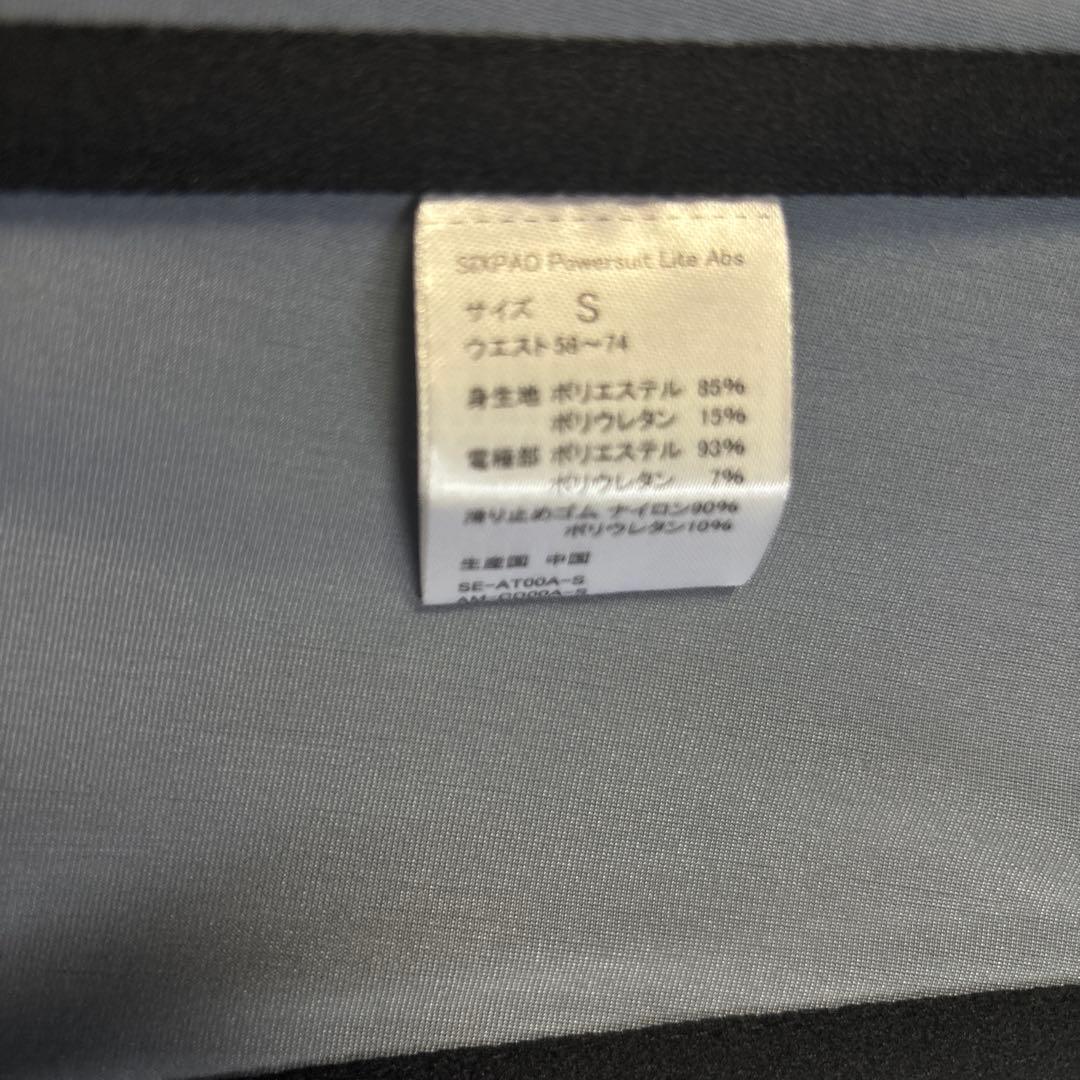 SIXPAD Powersuit Lite Abs
サイズ S
ウエスト58〜74
身生地 ポリエステル 85%
ポリウレタン 15%
電極部 ポリエステル 93%
ポリウレタン 7%
滑り止めゴム ナイロン90%
ポリウレタン10%
生産国 中国
SE-AT00A-S